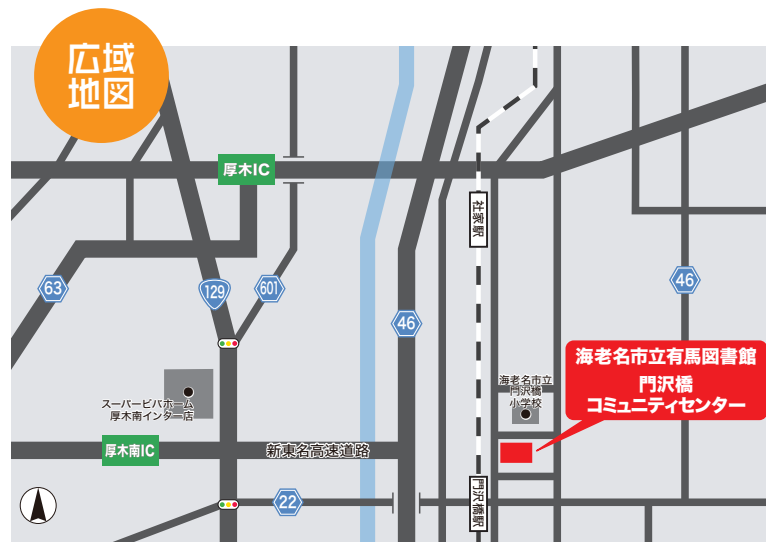 広域
地図
厚木IC
社家駅
63
129
601
46
46
海老名市立有馬図書館
門沢橋
コミュニティセンター
海老名市立
門沢橋
小学校
スーパービバホーム
厚木南インター店
厚木南IC
新東名高速道路
22
門沢橋駅